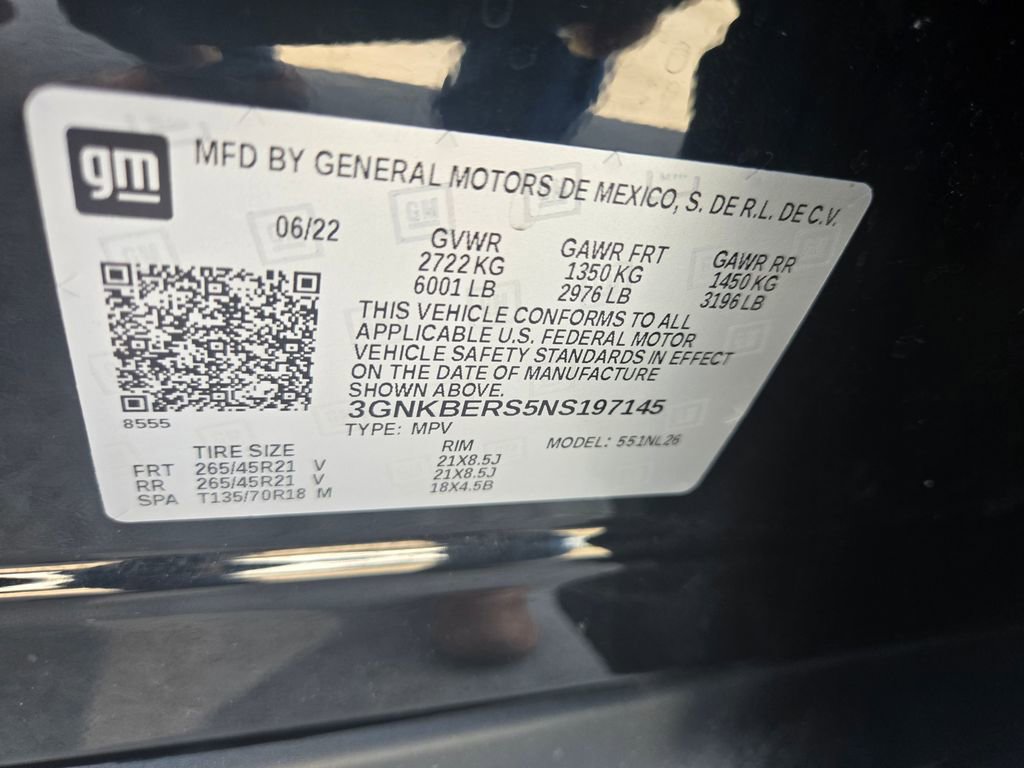 gm
MFD BY GENERAL MOTORS DE MEXICO, S. DE R.L. DE C.V.
06/22
GVWR GAWR FRT GAWR RR
2722 KG 1350 KG 1450 KG
6001 LB 2976 LB 3196 LB
THIS VEHICLE CONFORMS TO ALL
APPLICABLE U.S. FEDERAL MOTOR
VEHICLE SAFETY STANDARDS IN EFFECT
ON THE DATE OF MANUFACTURE
SHOWN ABOVE.
3GNKBERS5NS197145
8555
TYPE: MPV MODEL: 551NL26
TIRE SIZE RIM
FRT 265/45R21 V 21X8.5J
RR 265/45R21 V 21X8.5J
SPA T135/70R18 M 18X4.5B